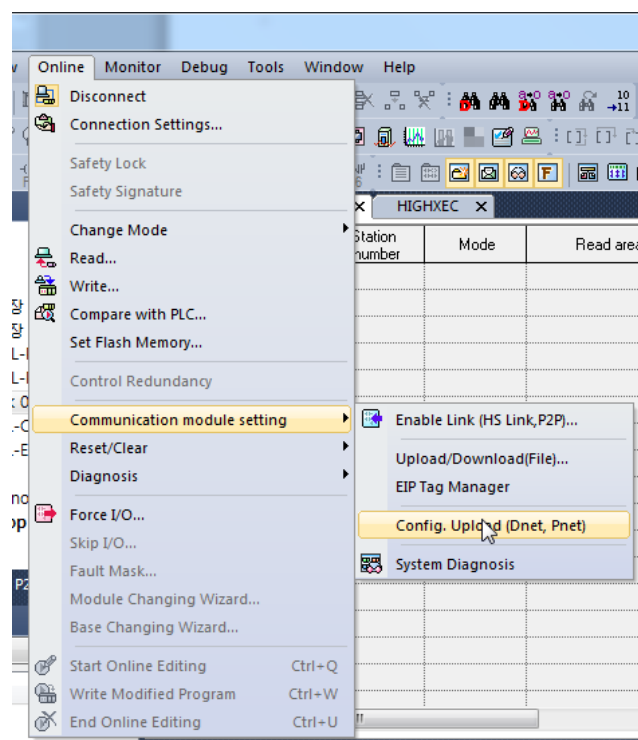 Online Monitor Debug Tools Window Help
Disconnect
Connection Settings...
Safety Lock
Safety Signature
HIGHXEC
Change Mode
Station number
Mode
Read area
Read...
Write...
Compare with PLC...
Set Flash Memory...
Control Redundancy
Communication module setting
Enable Link (HS Link,P2P)...
Reset/Clear
Upload/Download(File)...
Diagnosis
EIP Tag Manager
Force I/O...
Config. Upload (Dnet, Pnet)
Skip I/O...
Fault Mask...
System Diagnosis
Module Changing Wizard...
Base Changing Wizard...
Start Online Editing Ctrl+Q
Write Modified Program Ctrl+W
End Online Editing Ctrl+U